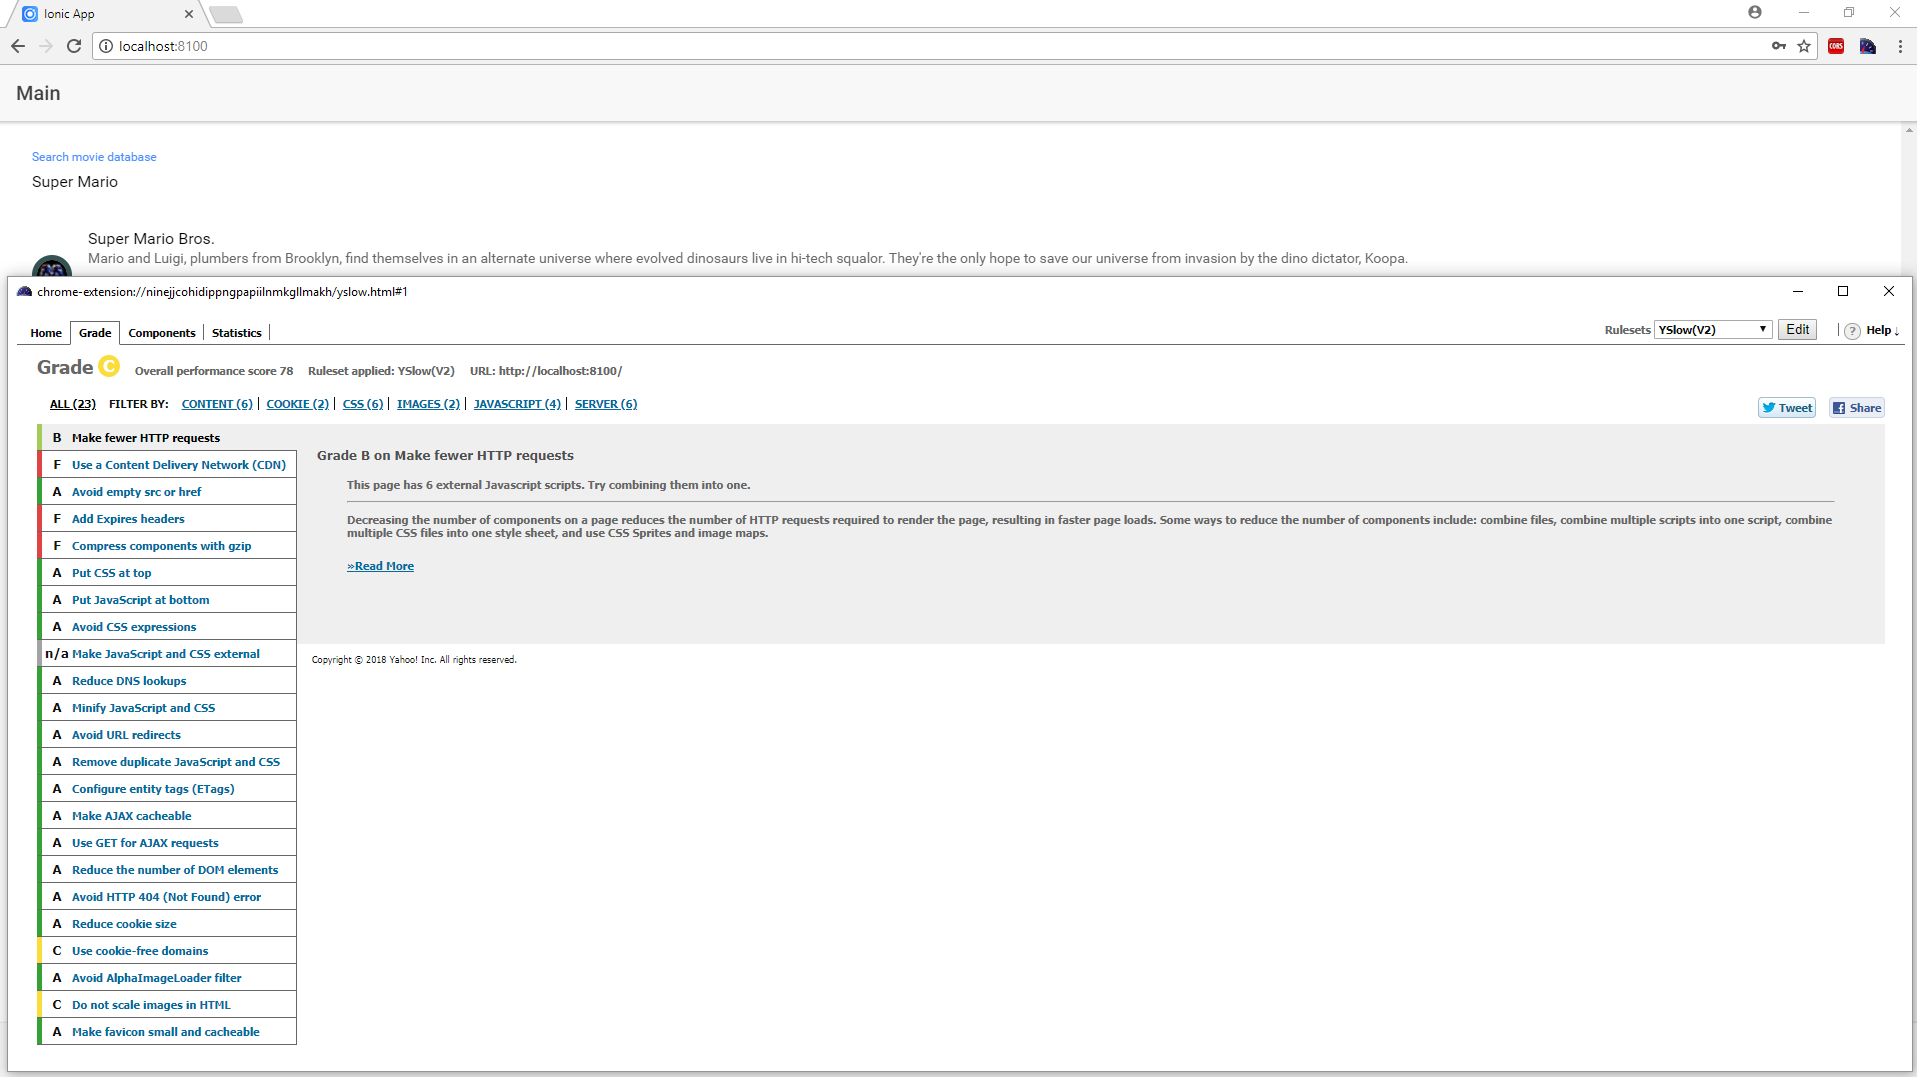 Ionic App
localhost:8100
CORS
Main
Search movie database
Super Mario
Super Mario Bros.
Mario and Luigi, plumbers from Brooklyn, find themselves in an alternate universe where evolved dinosaurs live in hi-tech squalor. They're the only hope to save our universe from invasion by the dino dictator, Koopa.
chrome-extension://ninejjcohidippngpapiilnmkgllmakh/yslow.html#1
Home Grade Components Statistics
Rulesets YSlow(V2) Edit ? Help ↓
Grade C Overall performance score 78 Ruleset applied: YSlow(V2) URL: http://localhost:8100/
ALL (23) FILTER BY: CONTENT (6) | COOKIE (2) | CSS (6) | IMAGES (2) | JAVASCRIPT (4) | SERVER (6)
Tweet Share
B Make fewer HTTP requests
F Use a Content Delivery Network (CDN)
A Avoid empty src or href
F Add Expires headers
F Compress components with gzip
A Put CSS at top
A Put JavaScript at bottom
A Avoid CSS expressions
n/a Make JavaScript and CSS external
A Reduce DNS lookups
A Minify JavaScript and CSS
A Avoid URL redirects
A Remove duplicate JavaScript and CSS
A Configure entity tags (ETags)
A Make AJAX cacheable
A Use GET for AJAX requests
A Reduce the number of DOM elements
A Avoid HTTP 404 (Not Found) error
A Reduce cookie size
C Use cookie-free domains
A Avoid AlphaImageLoader filter
C Do not scale images in HTML
A Make favicon small and cacheable
Grade B on Make fewer HTTP requests
This page has 6 external Javascript scripts. Try combining them into one.
Decreasing the number of components on a page reduces the number of HTTP requests required to render the page, resulting in faster page loads. Some ways to reduce the number of components include: combine files, combine multiple scripts into one script, combine
multiple CSS files into one style sheet, and use CSS Sprites and image maps.
»Read More
Copyright © 2018 Yahoo! Inc. All rights reserved.